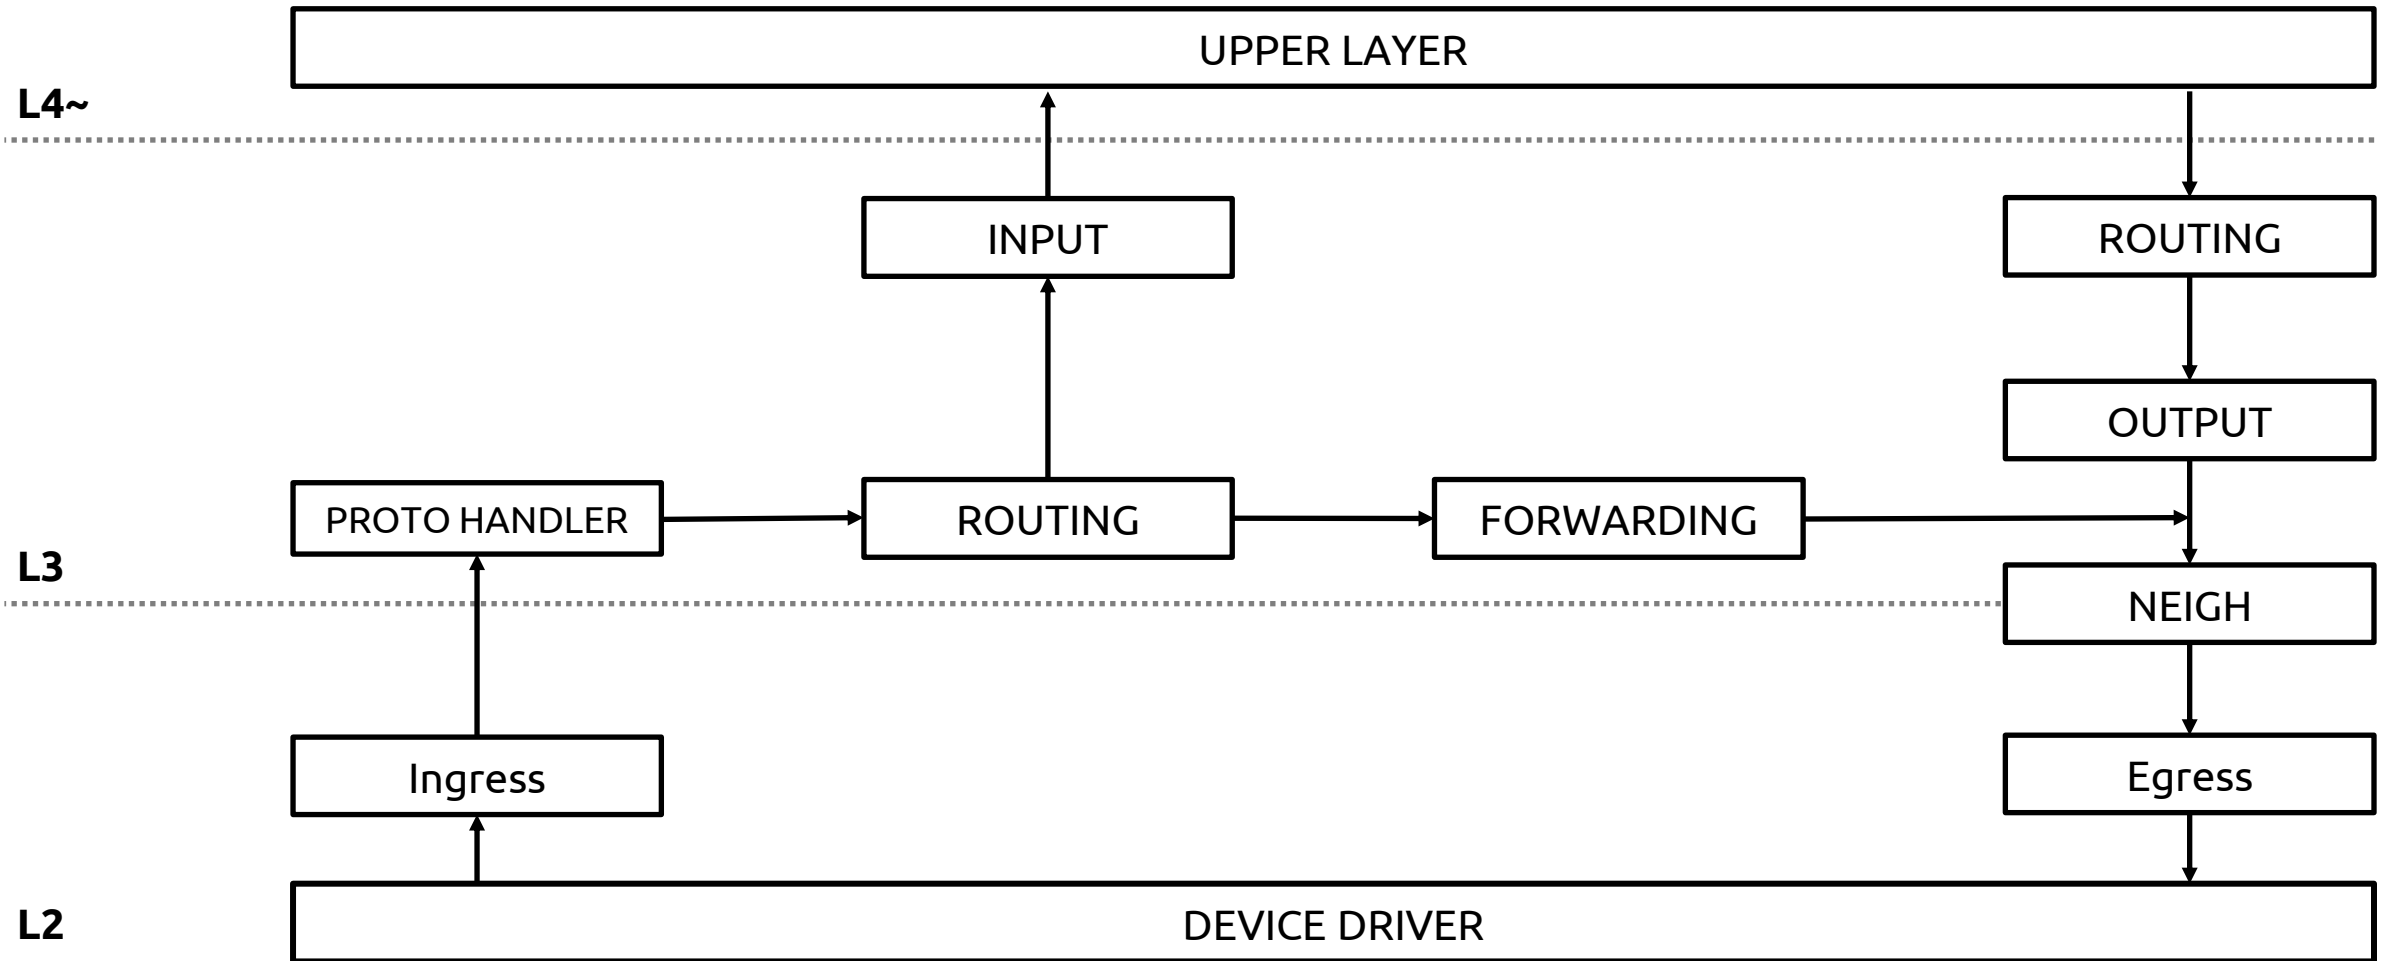 UPPER LAYER
L4~
INPUT
ROUTING
OUTPUT
PROTO HANDLER
ROUTING
FORWARDING
L3
NEIGH
Ingress
Egress
L2
DEVICE DRIVER